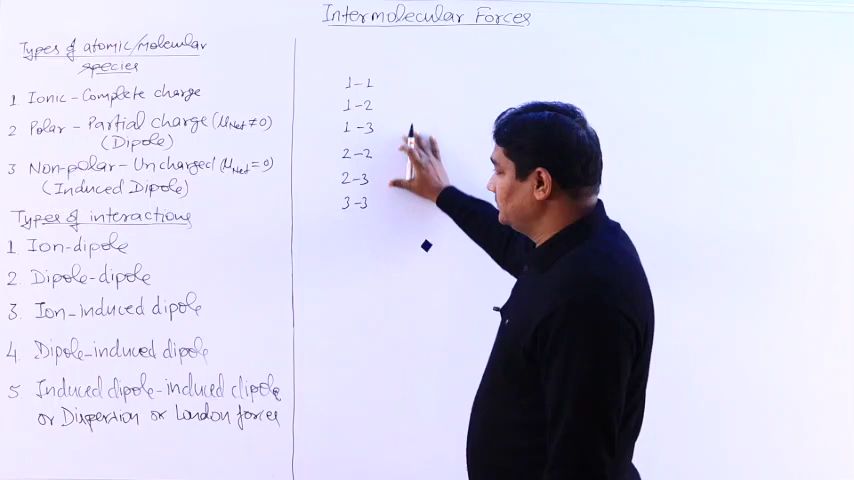 Intermolecular Forces
Types of atomic/molecular
species
1 Ionic-Complete charge
2 Polar - Partial charge (μNet ≠ 0)
(Dipole)
3 Non-polar - Uncharged (μNet = 0)
(Induced Dipole)
Types of interactions
1. Ion-dipole
2. Dipole-dipole
3. Ion-induced dipole
4. Dipole-induced dipole
5 Induced dipole-induced dipole
or Dispersion or London forces
1-1
1-2
1-3
2-2
2-3
3-3